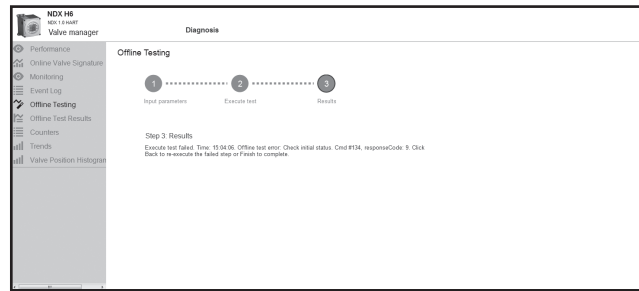 NDX H6
NDX 1.0 HART
Valve manager
Diagnosis
Performance
Online Valve Signature
Monitoring
Event Log
Offline Testing
Offline Test Results
Counters
Trends
Valve Position Histogran
Offline Testing
1
2
3
Input parameters
Execute test
Results
Step 3: Results
Execute test failed. Time: 15:04:06. Offline test error: Check initial status. Cmd #134, responseCode: 9. Click
Back to re-execute the failed step or Finish to complete.